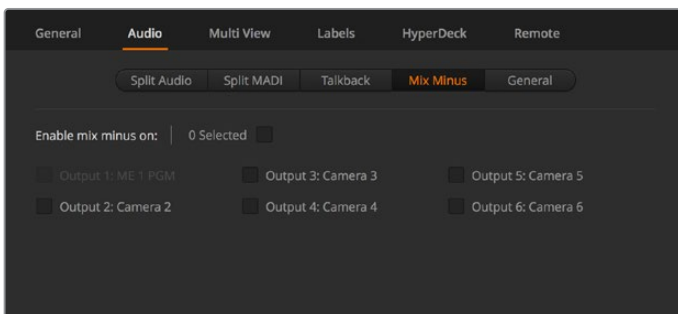 General Audio Multi View Labels HyperDeck Remote
Split Audio Split MADI Talkback Mix Minus General
Enable mix minus on: 0 Selected
Output 1: ME 1 PGM Output 3: Camera 3 Output 5: Camera 5
Output 2: Camera 2 Output 4: Camera 4 Output 6: Camera 6